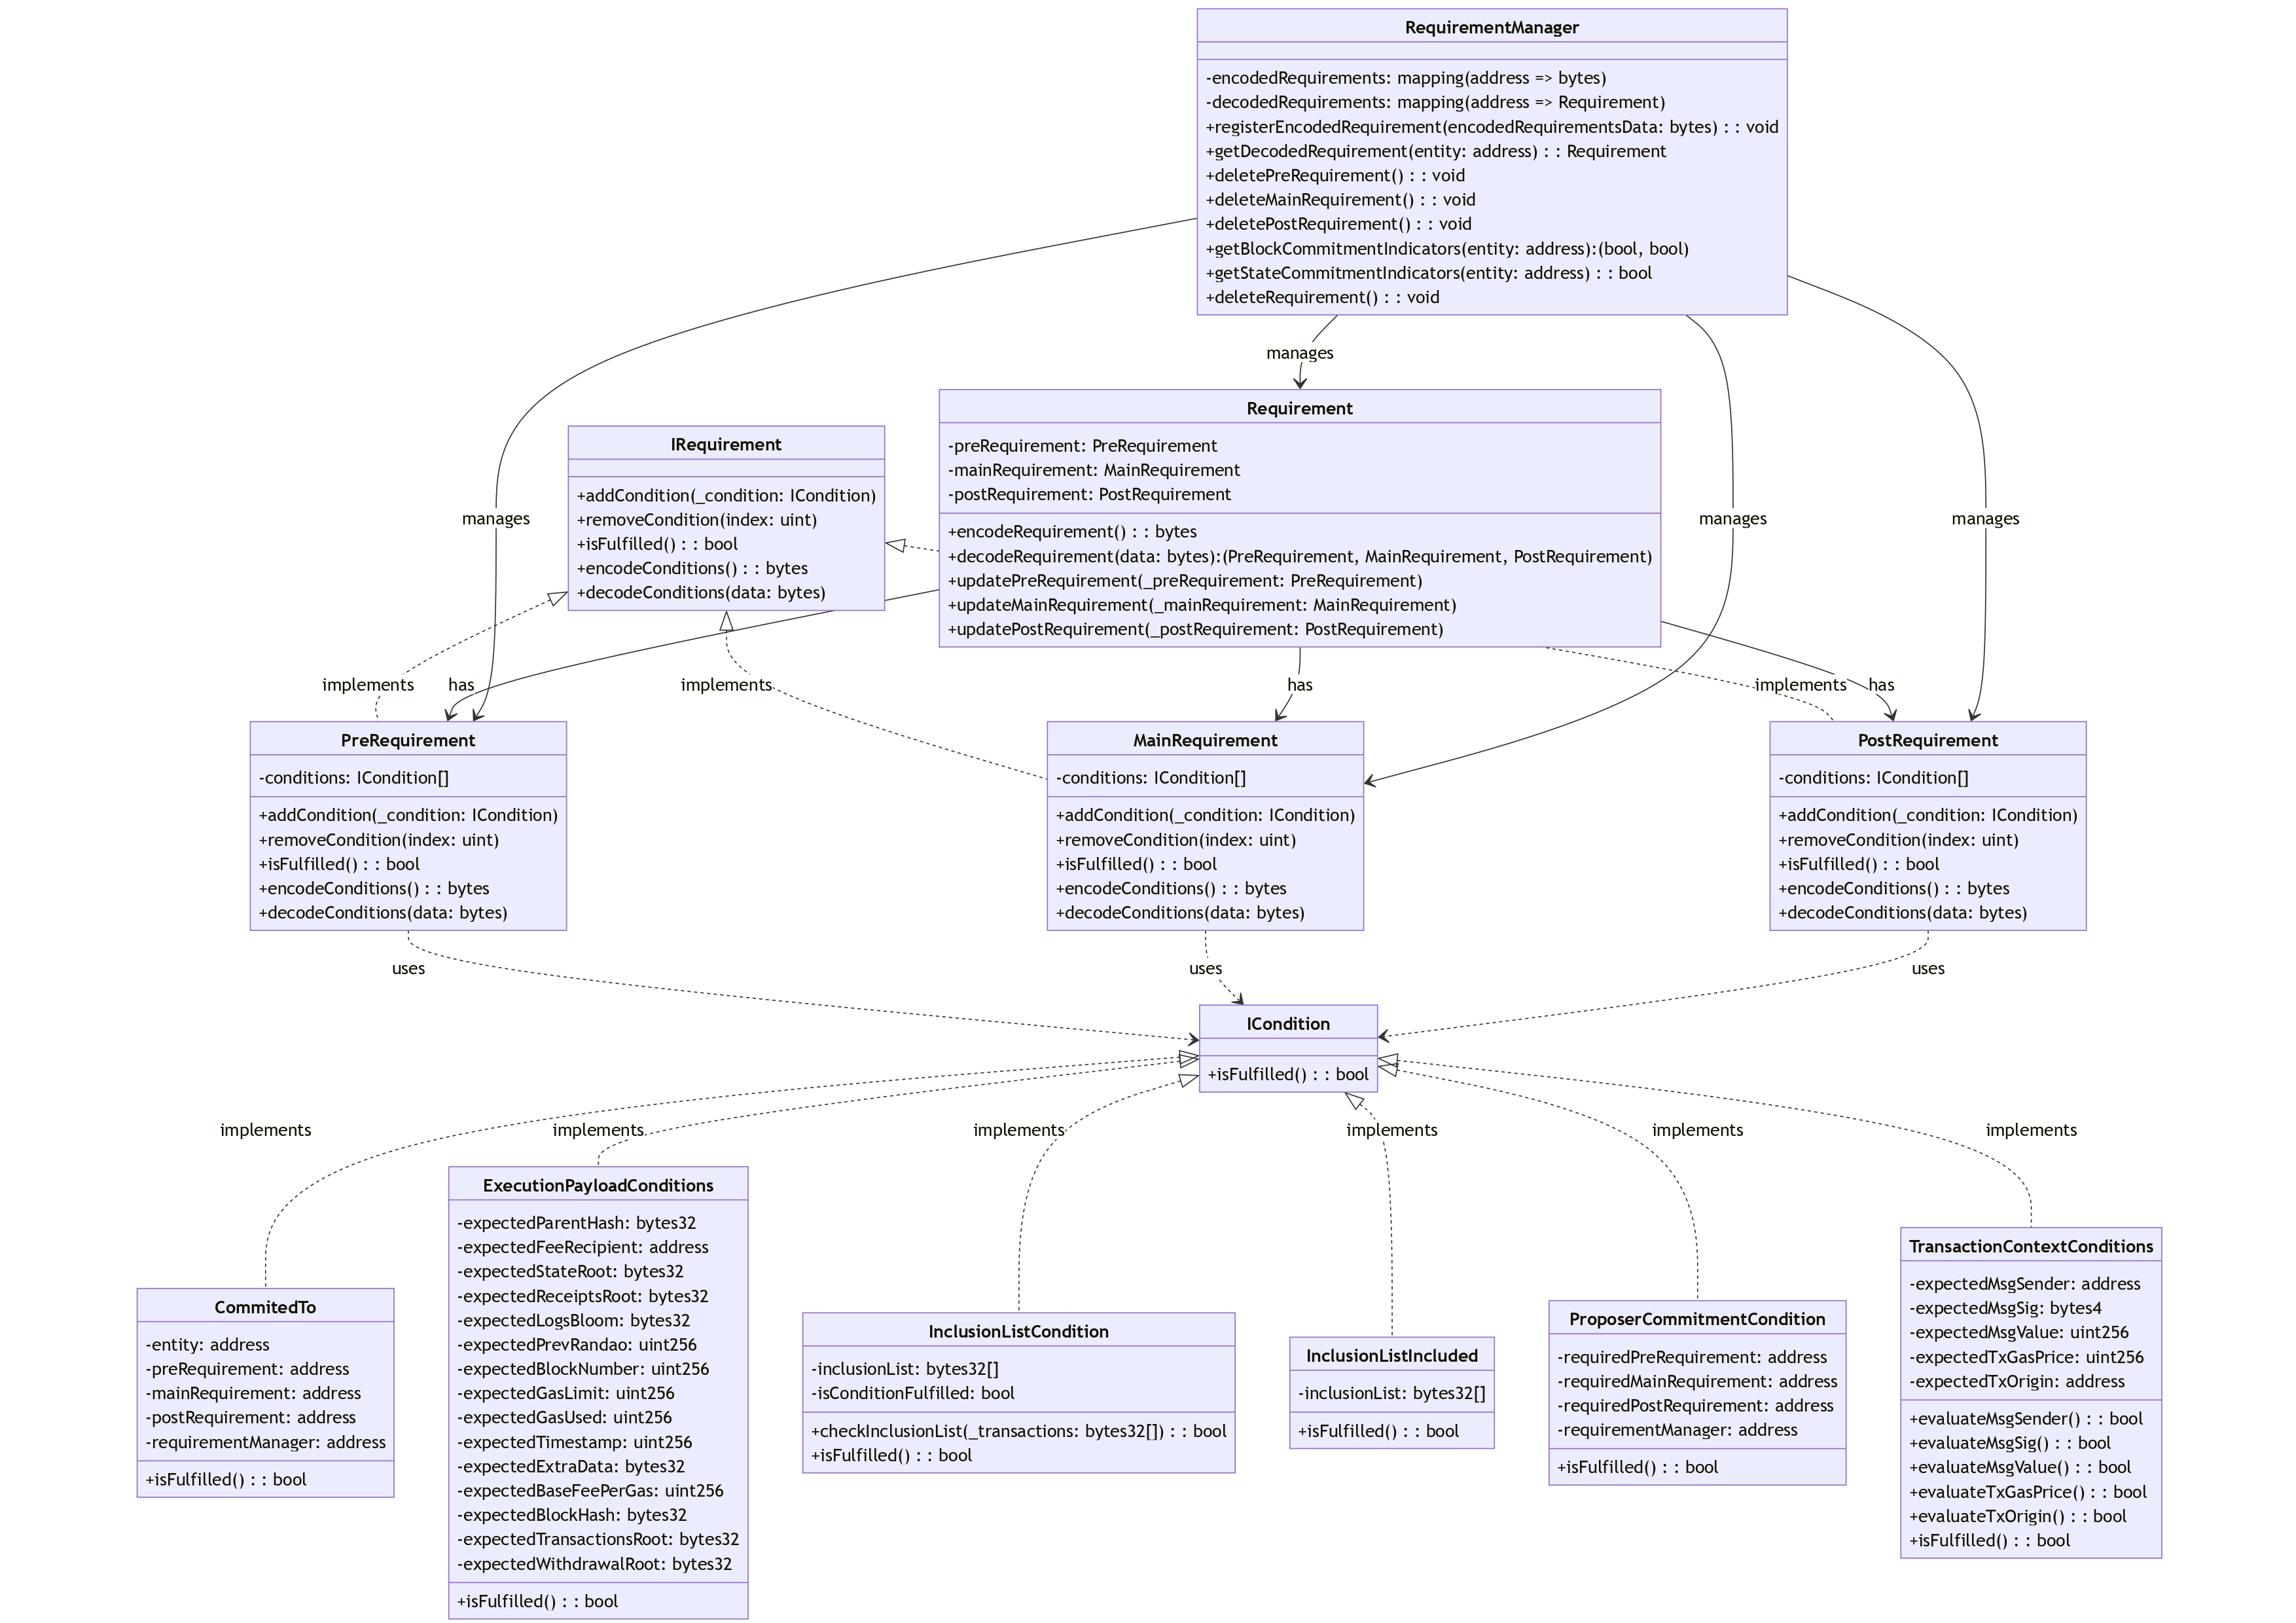 RequirementManager
-encodedRequirements: mapping(address => bytes)
-decodedRequirements: mapping(address => Requirement)
+registerEncodedRequirement(encodedRequirementsData: bytes) : : void
+getDecodedRequirement(entity: address) : : Requirement
+deletePreRequirement() : : void
+deleteMainRequirement() : : void
+deletePostRequirement() : : void
+getBlockCommitmentIndicators(entity: address):(bool, bool)
+getStateCommitmentIndicators(entity: address) : : bool
+deleteRequirement() : : void
manages
Requirement
-preRequirement: PreRequirement
-mainRequirement: MainRequirement
-postRequirement: PostRequirement
+encodeRequirement() : : bytes
+decodeRequirement(data: bytes):(PreRequirement, MainRequirement, PostRequirement)
+updatePreRequirement(_preRequirement: PreRequirement)
+updateMainRequirement(_mainRequirement: MainRequirement)
+updatePostRequirement(_postRequirement: PostRequirement)
IRequirement
+addCondition(_condition: ICondition)
+removeCondition(index: uint)
+isFulfilled() : : bool
+encodeConditions() : : bytes
+decodeConditions(data: bytes)
manages
manages
manages
implements
has
implements
has
implements
has
PreRequirement
-conditions: ICondition[]
+addCondition(_condition: ICondition)
+removeCondition(index: uint)
+isFulfilled() : : bool
+encodeConditions() : : bytes
+decodeConditions(data: bytes)
MainRequirement
-conditions: ICondition[]
+addCondition(_condition: ICondition)
+removeCondition(index: uint)
+isFulfilled() : : bool
+encodeConditions() : : bytes
+decodeConditions(data: bytes)
PostRequirement
-conditions: ICondition[]
+addCondition(_condition: ICondition)
+removeCondition(index: uint)
+isFulfilled() : : bool
+encodeConditions() : : bytes
+decodeConditions(data: bytes)
uses
uses
uses
ICondition
+isFulfilled() : : bool
implements
implements
implements
implements
implements
implements
CommitedTo
-entity: address
-preRequirement: address
-mainRequirement: address
-postRequirement: address
-requirementManager: address
+isFulfilled() : : bool
ExecutionPayloadConditions
-expectedParentHash: bytes32
-expectedFeeRecipient: address
-expectedStateRoot: bytes32
-expectedReceiptsRoot: bytes32
-expectedLogsBloom: bytes32
-expectedPrevRandao: uint256
-expectedBlockNumber: uint256
-expectedGasLimit: uint256
-expectedGasUsed: uint256
-expectedTimestamp: uint256
-expectedExtraData: bytes32
-expectedBaseFeePerGas: uint256
-expectedBlockHash: bytes32
-expectedTransactionsRoot: bytes32
-expectedWithdrawalRoot: bytes32
+isFulfilled() : : bool
InclusionListCondition
-inclusionList: bytes32[]
-isConditionFulfilled: bool
+checkInclusionList(_transactions: bytes32[]) : : bool
+isFulfilled() : : bool
InclusionListIncluded
-inclusionList: bytes32[]
+isFulfilled() : : bool
ProposerCommitmentCondition
-requiredPreRequirement: address
-requiredMainRequirement: address
-requiredPostRequirement: address
-requirementManager: address
+isFulfilled() : : bool
TransactionContextConditions
-expectedMsgSender: address
-expectedMsgSig: bytes4
-expectedMsgValue: uint256
-expectedTxGasPrice: uint256
-expectedTxOrigin: address
+evaluateMsgSender() : : bool
+evaluateMsgSig() : : bool
+evaluateMsgValue() : : bool
+evaluateTxGasPrice() : : bool
+evaluateTxOrigin() : : bool
+isFulfilled() : : bool